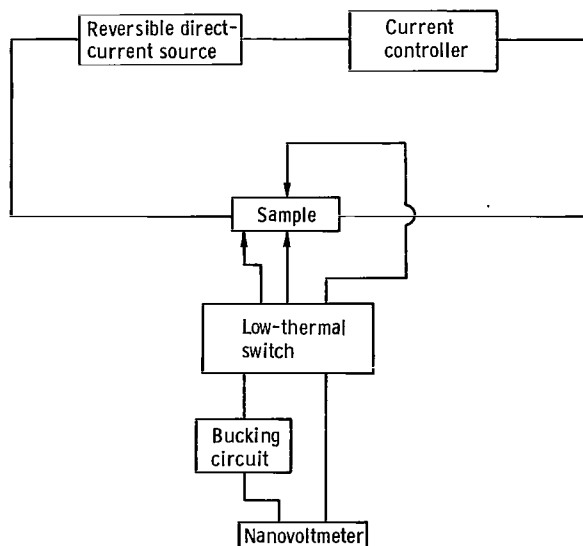 Reversible direct-
current source
Current
controller
Sample
Low-thermal
switch
Bucking
circuit
Nanovoltmeter